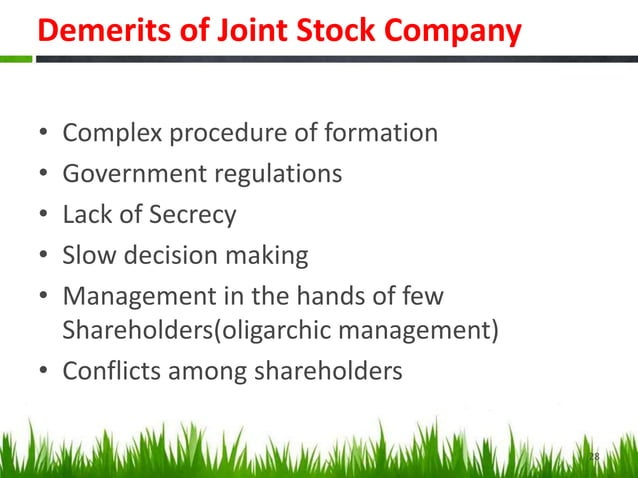 Demerits of Joint Stock Company
• Complex procedure of formation
• Government regulations
• Lack of Secrecy
• Slow decision making
• Management in the hands of few
Shareholders(oligarchic management)
• Conflicts among shareholders
28